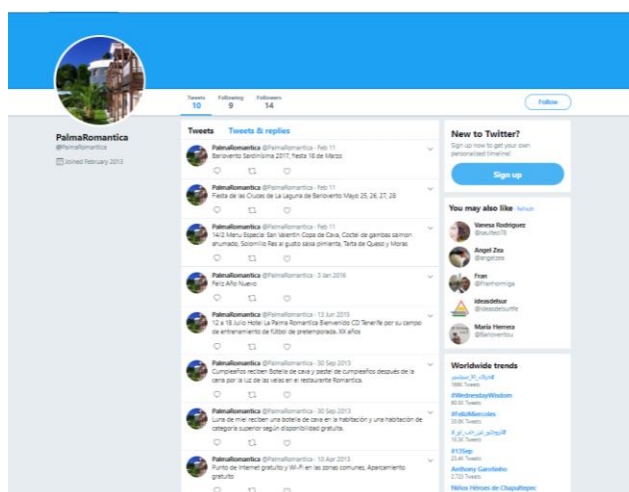 Tweets Following Followers
10 9 14
Follow
PalmaRomantica
@PalmaRomantica
Joined February 2013
Tweets Tweets & replies
PalmaRomantica @PalmaRomantica · Feb 11
Barlovento Sardinísima 2017, Fiesta 18 de Marzo
PalmaRomantica @PalmaRomantica · Feb 11
Fiesta de las Cruces de La Laguna de Barlovento Mayo 25, 26, 27, 28
PalmaRomantica @PalmaRomantica · Feb 11
14/2 Menu Especial San Valentin Copa de Cava, Coctel de gambas salmon
ahumado, Solomillo Res al gusto salsa pimienta, Tarta de Queso y Moras
PalmaRomantica @PalmaRomantica · 3 Jan 2016
Feliz Año Nuevo
PalmaRomantica @PalmaRomantica · 13 Jun 2015
12 a 18 Julio Hotel La Palma Romantica Bienvenido CD Tenerife por su campo
de entrenamiento de fútbol de pretemporada. XX años
PalmaRomantica @PalmaRomantica · 30 Sep 2013
Cumpleaños reciben Botella de cava y pastel de cumpleaños después de la
cena por la luz de las velas en el restaurante Romantica.
PalmaRomantica @PalmaRomantica · 30 Sep 2013
Luna de miel reciben una botella de cava en la habitación y una habitación de
categoría superior según disponibilidad gratuita.
PalmaRomantica @PalmaRomantica · 10 Apr 2013
Punto de Internet gratuito y Wi-Fi en las zonas comunes, Aparcamiento
gratuito
New to Twitter?
Sign up now to get your own
personalized timeline!
Sign up
You may also like · Refresh
Vanesa Rodriguez
Angel Zea
@angelzea
Fran
@franhormiga
ideasdelsur
@ideasdelsurtfe
María Herrera
@Barloventou
Worldwide trends
#WednesdayWisdom
#FelizMiercoles
#13Sep
Anthony Garotinho
2,723 Tweets
Niños Héroes de Chapultepec